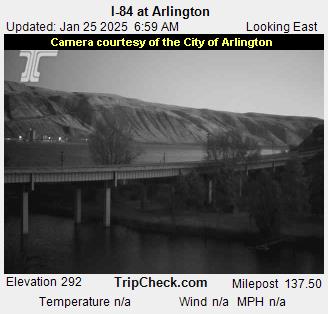 I-84 at Arlington
Updated: Jan 25 2025 6:59 AM Looking East
Camera courtesy of the City of Arlington
Elevation 292 TripCheck.com Milepost 137.50
Temperature n/a Wind n/a MPH n/a